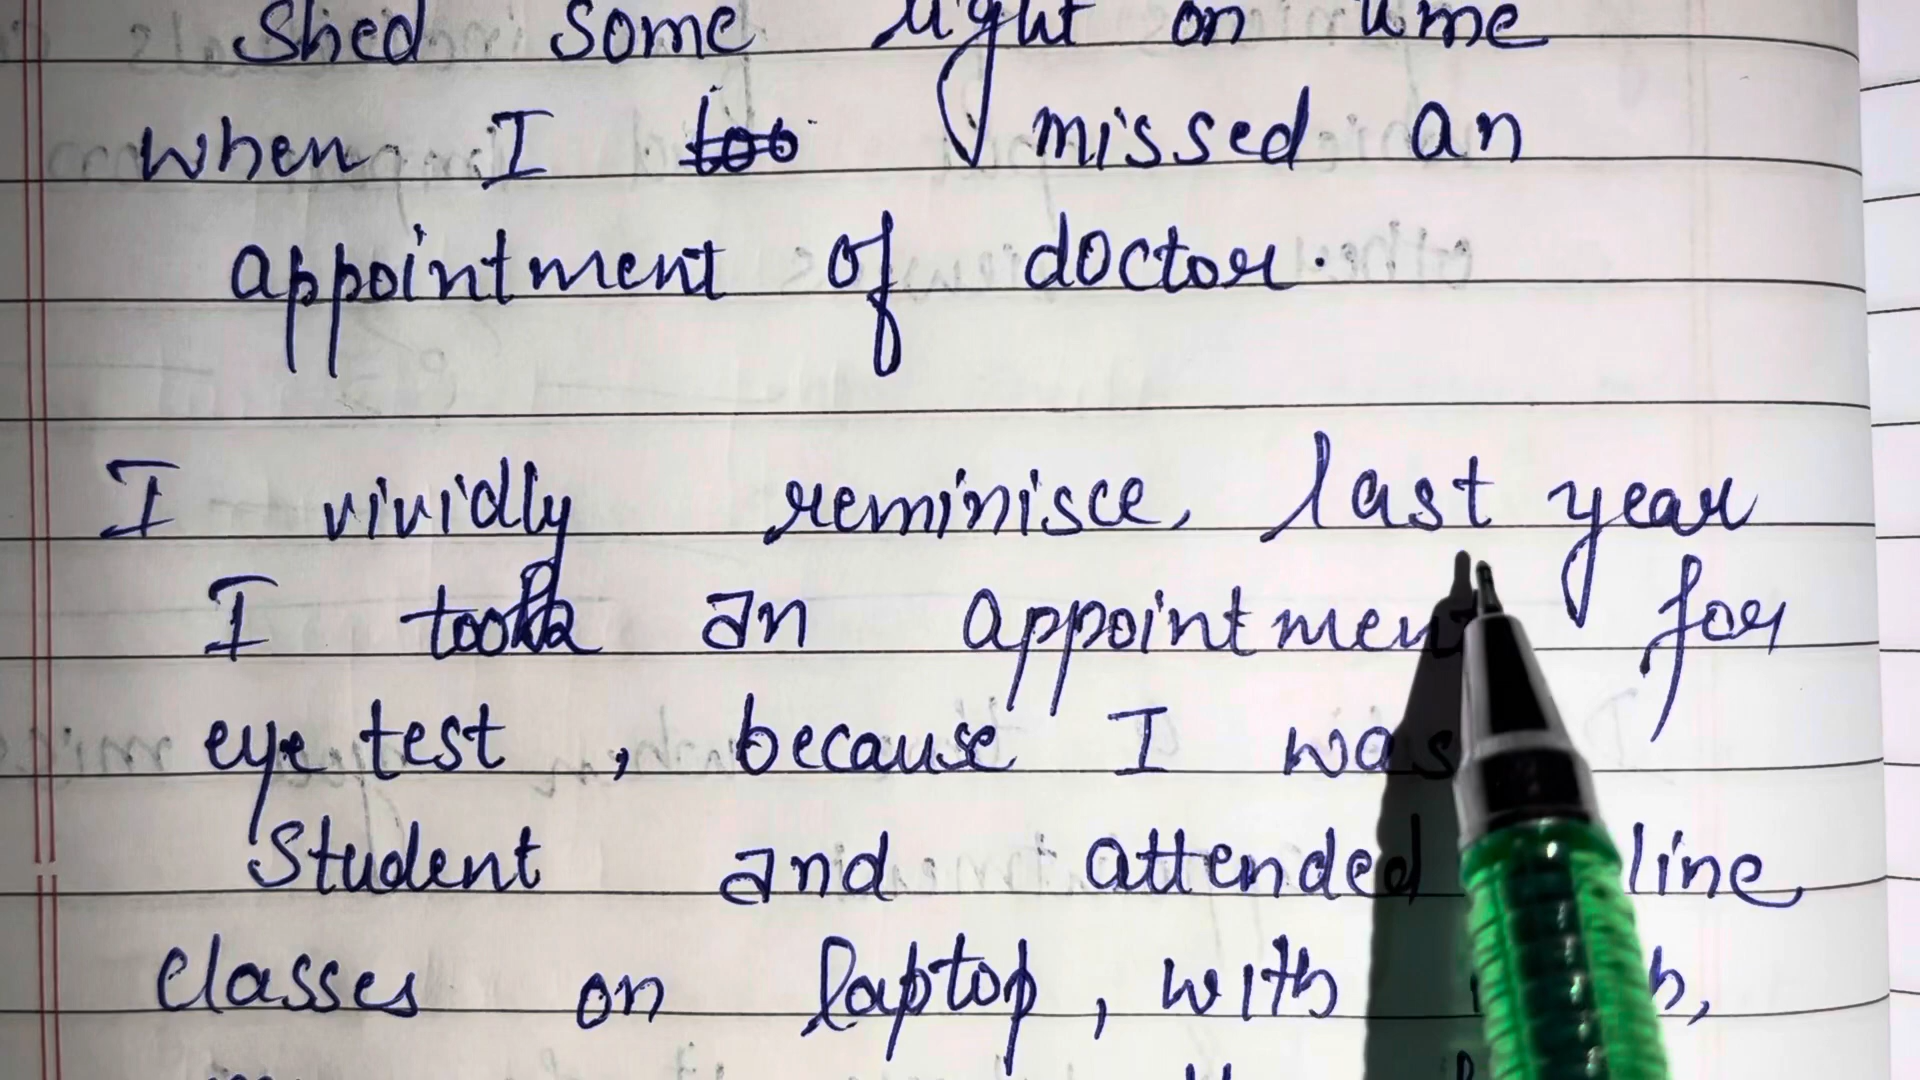 Shed some light on time
when I too missed an
appointment of doctor.
I vividly reminisce, last year
I took an appointment for
eye test, because I was
student and attended line
classes on laptop, with